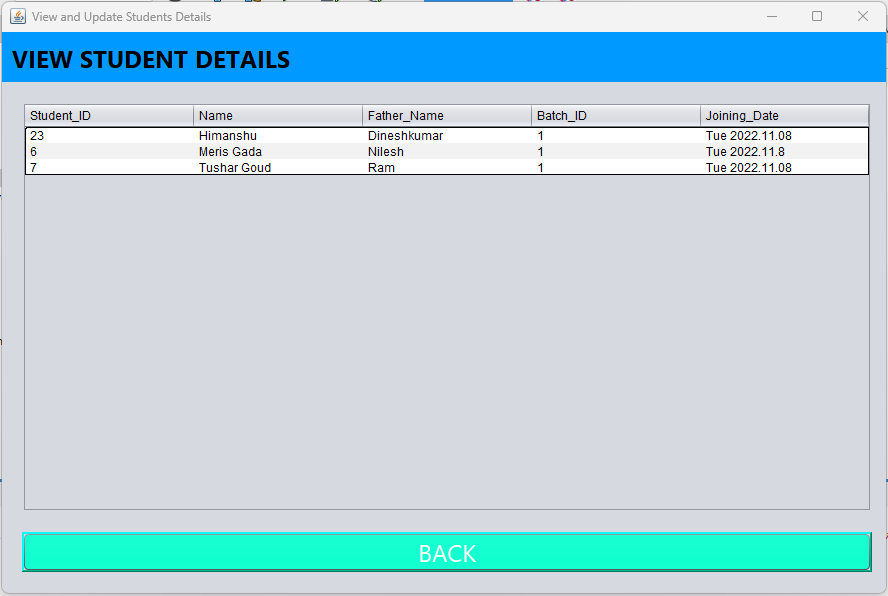 View and Update Students Details
VIEW STUDENT DETAILS
Student_ID Name Father_Name Batch_ID Joining_Date
23 Himanshu Dineshkumar 1 Tue 2022.11.08
6 Meris Gada Nilesh 1 Tue 2022.11.8
7 Tushar Goud Ram 1 Tue 2022.11.08
BACK